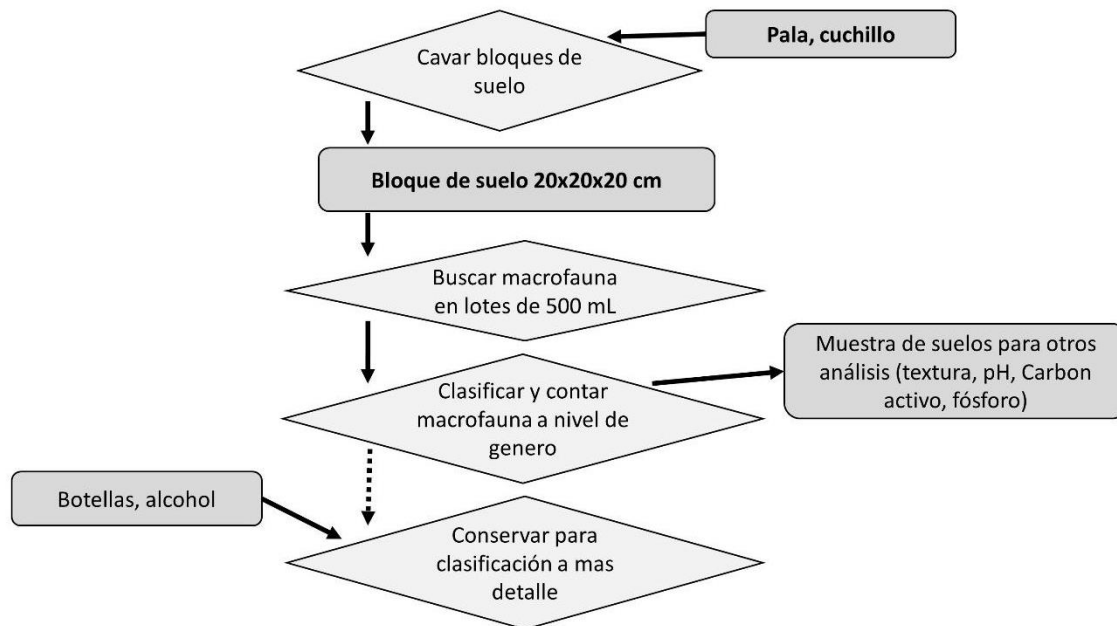 Pala, cuchillo
Cavar bloques de
suelo
Bloque de suelo 20x20x20 cm
Buscar macrofauna
en lotes de 500 mL
Muestra de suelos para otros
análisis (textura, pH, Carbon
activo, fósforo)
Clasificar y contar
macrofauna a nivel de
genero
Botellas, alcohol
Conservar para
clasificación a mas
detalle